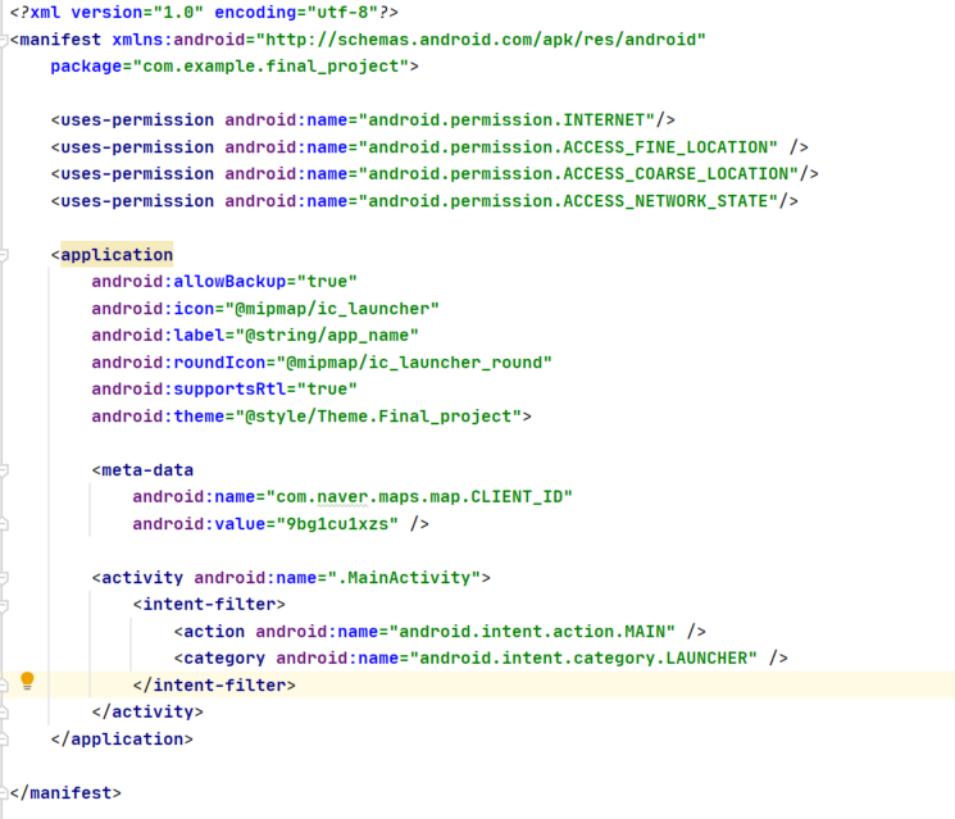 <?xml version="1.0" encoding="utf-8"?>
<manifest xmlns:android="http://schemas.android.com/apk/res/android"
    package="com.example.final_project">

    <uses-permission android:name="android.permission.INTERNET"/>
    <uses-permission android:name="android.permission.ACCESS_FINE_LOCATION" />
    <uses-permission android:name="android.permission.ACCESS_COARSE_LOCATION"/>
    <uses-permission android:name="android.permission.ACCESS_NETWORK_STATE"/>

    <application
        android:allowBackup="true"
        android:icon="@mipmap/ic_launcher"
        android:label="@string/app_name"
        android:roundIcon="@mipmap/ic_launcher_round"
        android:supportsRtl="true"
        android:theme="@style/Theme.Final_project">

        <meta-data
            android:name="com.naver.maps.map.CLIENT_ID"
            android:value="9bg1cu1xzs" />

        <activity android:name=".MainActivity">
            <intent-filter>
                <action android:name="android.intent.action.MAIN" />
                <category android:name="android.intent.category.LAUNCHER" />
            </intent-filter>
        </activity>
    </application>

</manifest>